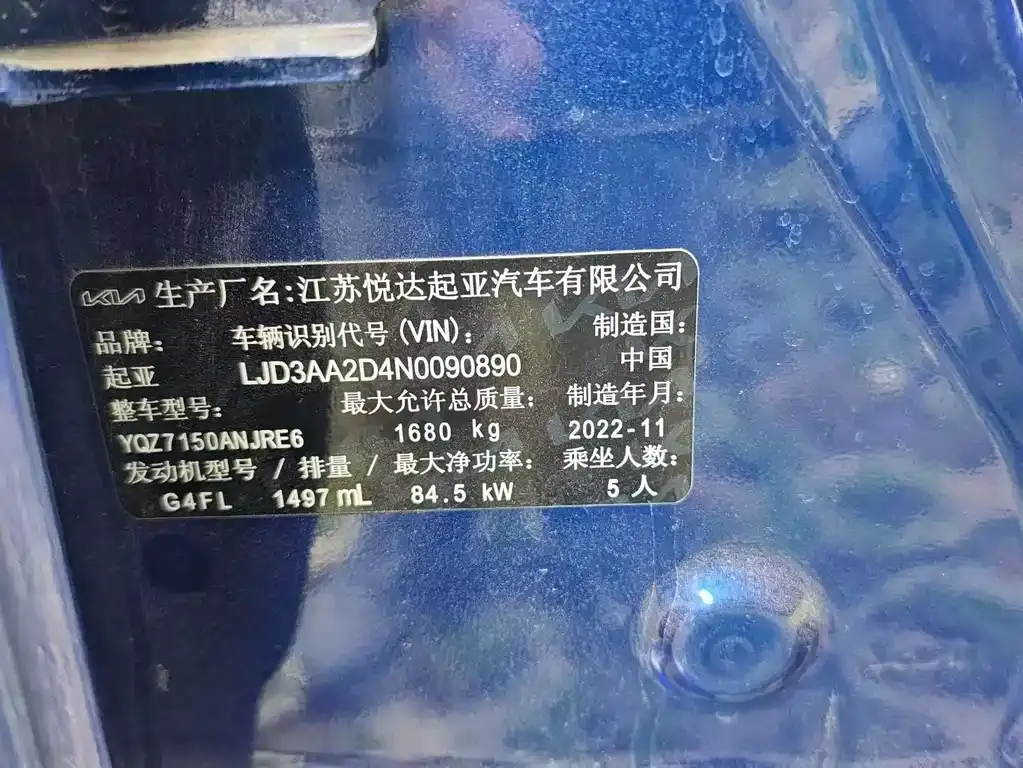 KIA 生产厂名:江苏悦达起亚汽车有限公司
品牌: 车辆识别代号(VIN): 制造国:
起亚 LJD3AA2D4N0090890 中国
整车型号: 最大允许总质量: 制造年月:
YQZ7150ANJRE6 1680 kg 2022-11
发动机型号 / 排量 / 最大净功率: 乘坐人数:
G4FL 1497 mL 84.5 kW 5 人